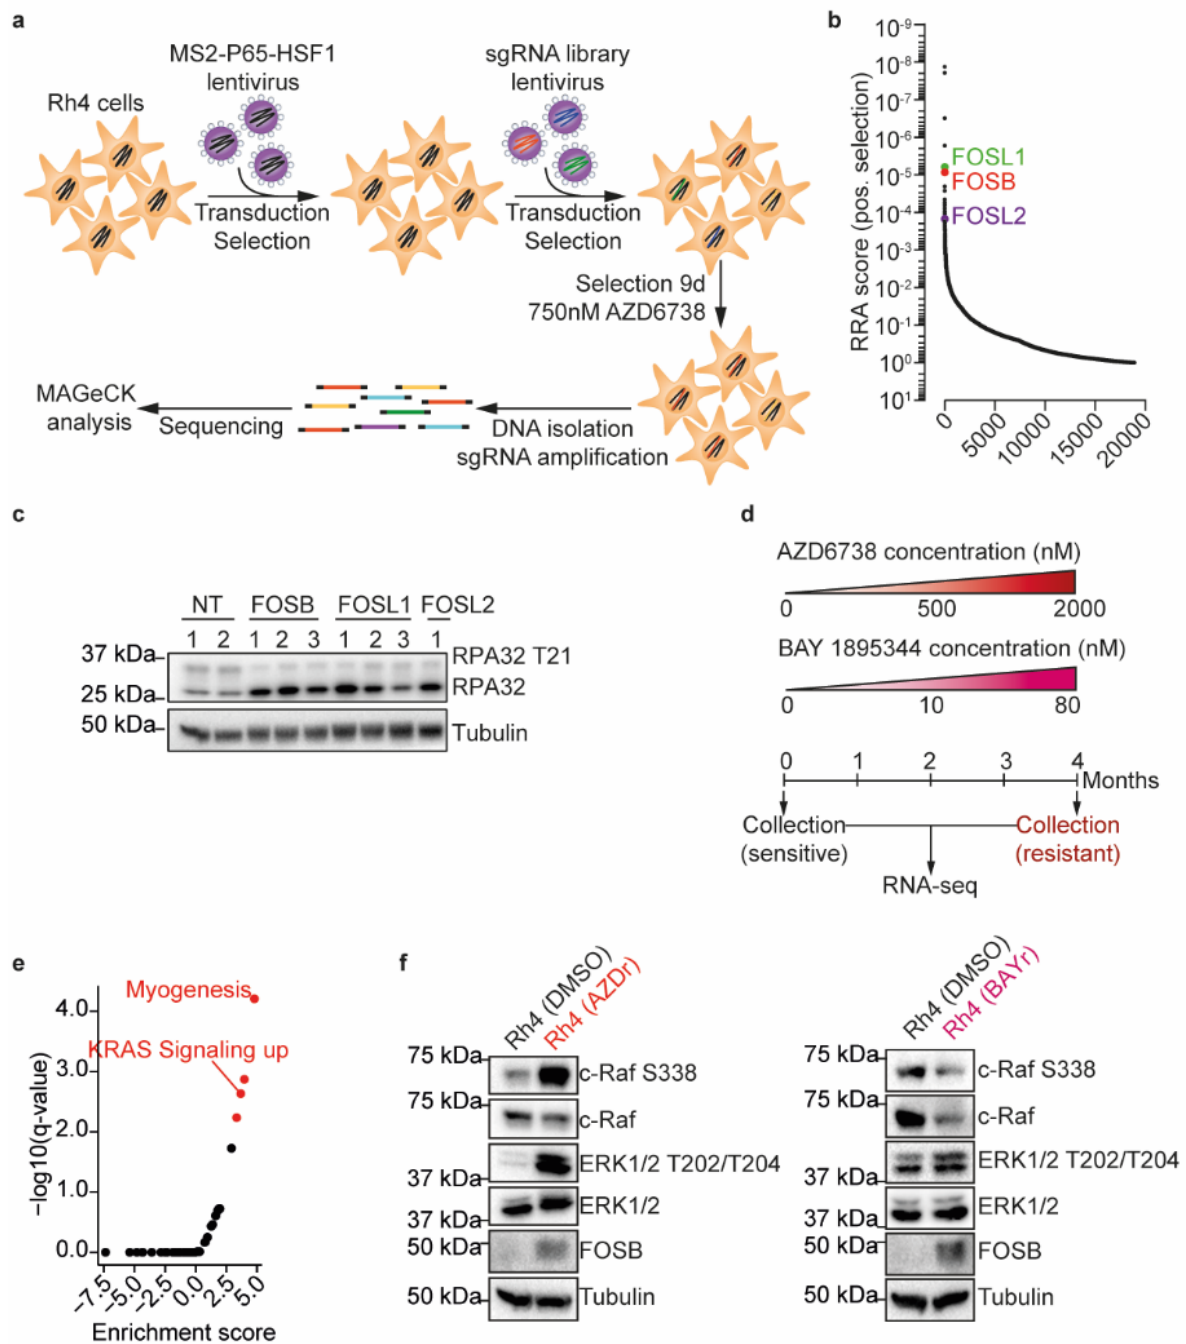 a
MS2-P65-HSF1
lentivirus
sgRNA library
lentivirus
Rh4 cells
Transduction
Selection
Transduction
Selection
Selection 9d
750nM AZD6738
MAGeCK
analysis
Sequencing
DNA isolation
sgRNA amplification
b
RRA score (pos. selection)
10-9
10-8
10-7
10-6
10-5
10-4
10-3
10-2
10-1
100
101
FOSL1
FOSB
FOSL2
0
5000
10000
15000
20000
c
NT FOSB FOSL1 FOSL2
1 2 1 2 3 1 2 3 1
37 kDa
RPA32 T21
25 kDa
RPA32
50 kDa
Tubulin
d
AZD6738 concentration (nM)
0 500 2000
BAY 1895344 concentration (nM)
0 10 80
0 1 2 3 4
Months
Collection
(sensitive)
Collection
(resistant)
RNA-seq
e
Myogenesis
KRAS Signaling up
−log10(q-value)
4.0
3.0
2.0
1.0
0.0
−7.5
−5.0
−2.5
0.0
2.5
5.0
Enrichment score
f
Rh4 (DMSO)
Rh4 (AZDr)
75 kDa
c-Raf S338
75 kDa
c-Raf
ERK1/2 T202/T204
37 kDa
ERK1/2
37 kDa
50 kDa
FOSB
50 kDa
Tubulin
Rh4 (DMSO)
Rh4 (BAYr)
75 kDa
c-Raf S338
75 kDa
c-Raf
ERK1/2 T202/T204
37 kDa
ERK1/2
37 kDa
50 kDa
FOSB
50 kDa
Tubulin